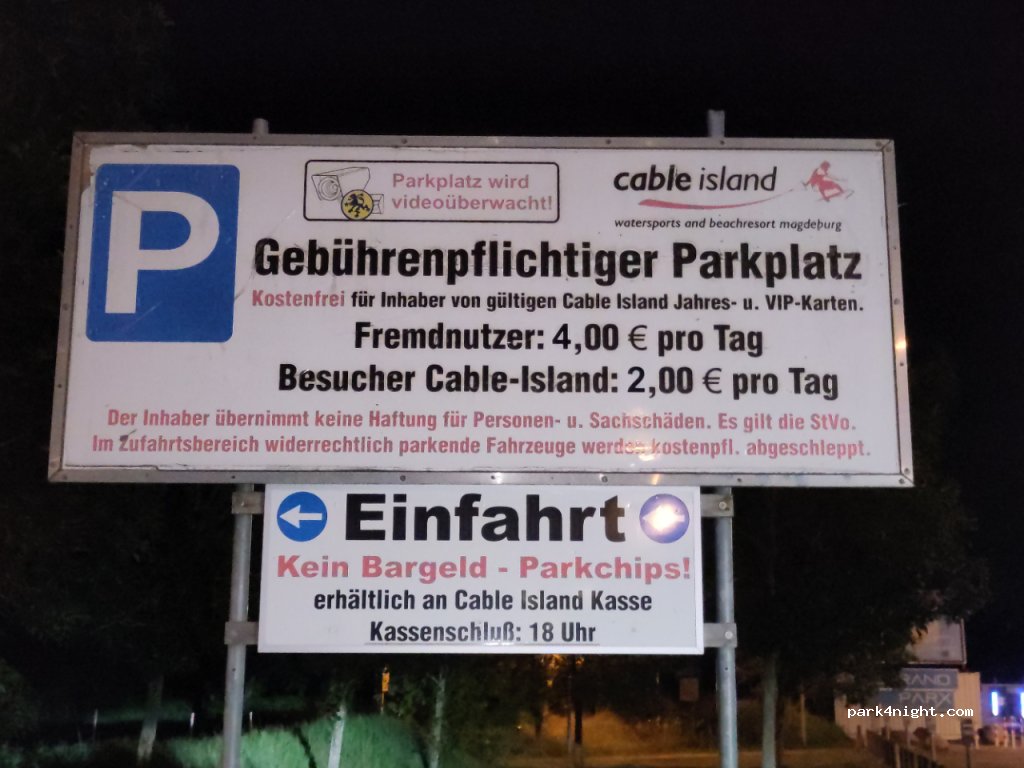 P
Parkplatz wird
videoüberwacht!
cable island
watersports and beachresort magdeburg
Gebührenpflichtiger Parkplatz
Kostenfrei für Inhaber von gültigen Cable Island Jahres- u. VIP-Karten.
Fremdnutzer: 4,00 € pro Tag
Besucher Cable-Island: 2,00 € pro Tag
Der Inhaber übernimmt keine Haftung für Personen- u. Sachschäden. Es gilt die StVo.
Im Zufahrtsbereich widerrechtlich parkende Fahrzeuge werden kostenpfl. abgeschleppt.
Einfahrt
Kein Bargeld - Parkchips!
erhältlich an Cable Island Kasse
Kassenschluß: 18 Uhr
RAND
PARX
park4night.com